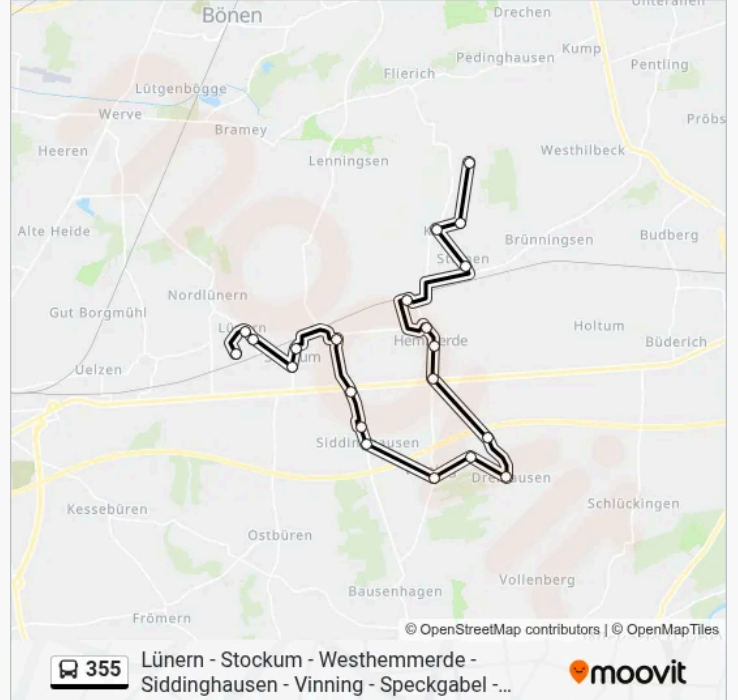 Bönen
Drechen
Unterallen
Kump
Pedinghausen
Pentling
Flierich
Lütgenbögge
Werve
Bramey
Pröbs
Heeren
Lenningsen
Westhilbeck
Alte Heide
Brünningsen
Budberg
Nordlünern
Gut Borgmühl
Holtum
Hemmerde
Büderich
Uelzen
Siddinghausen
Dreihausen
Schlückingen
Kessebüren
Ostbüren
Vollenberg
Bausenhagen
Frömern
© OpenStreetMap contributors | © OpenMapTiles
355
Lünern - Stockum - Westhemmerde -
Siddinghausen - Vinning - Speckgabel -...
moovit